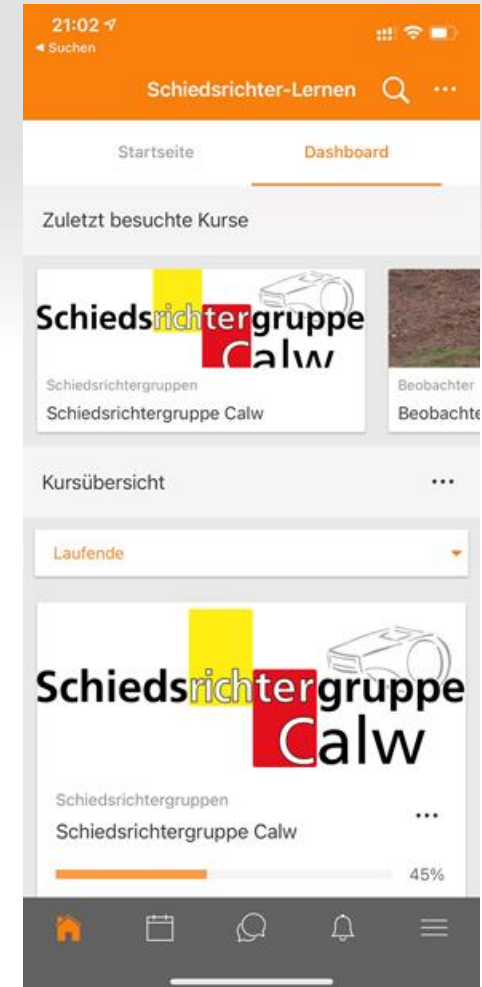 21:02
Suchen
Schiedsrichter-Lernen
Startseite Dashboard
Zuletzt besuchte Kurse
Schiedsrichtergruppe
Calw
Schiedsrichtergruppen
Schiedsrichtergruppe Calw
Beobachter
Beobachte
Kursübersicht
Laufende
Schiedsrichtergruppe
Calw
Schiedsrichtergruppen
Schiedsrichtergruppe Calw
45%